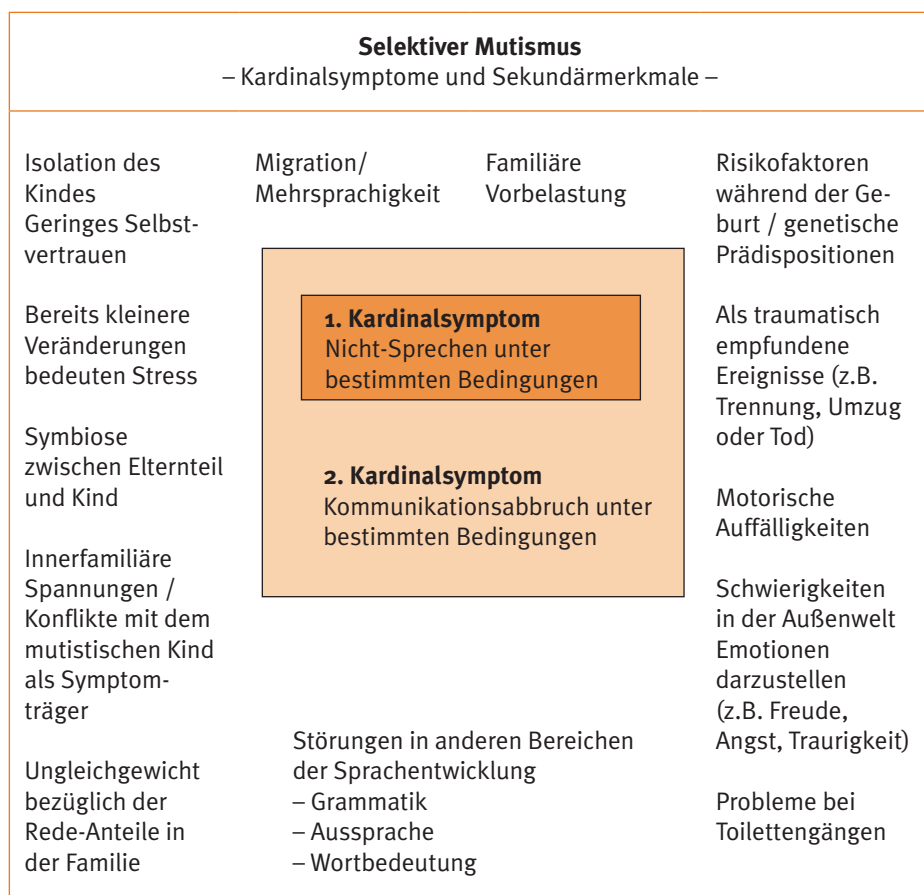 Selektiver Mutismus
– Kardinalsymptome und Sekundärmerkmale –
Isolation des
Kindes
Geringes Selbst-
vertrauen
Bereits kleinere
Veränderungen
bedeuten Stress
Symbiose
zwischen Elternteil
und Kind
Innerfamiliäre
Spannungen /
Konflikte mit dem
mutistischen Kind
als Symptom-
träger
Ungleichgewicht
bezüglich der
Rede-Anteile in
der Familie
Migration/
Mehrsprachigkeit
Familiäre
Vorbelastung
1. Kardinalsymptom
Nicht-Sprechen unter
bestimmten Bedingungen
2. Kardinalsymptom
Kommunikationsabbruch unter
bestimmten Bedingungen
Störungen in anderen Bereichen
der Sprachentwicklung
– Grammatik
– Aussprache
– Wortbedeutung
Risikofaktoren
während der Ge-
burt / genetische
Prädispositionen
Als traumatisch
empfundene
Ereignisse (z.B.
Trennung, Umzug
oder Tod)
Motorische
Auffälligkeiten
Schwierigkeiten
in der Außenwelt
Emotionen
darzustellen
(z.B. Freude,
Angst, Traurigkeit)
Probleme bei
Toilettengängen